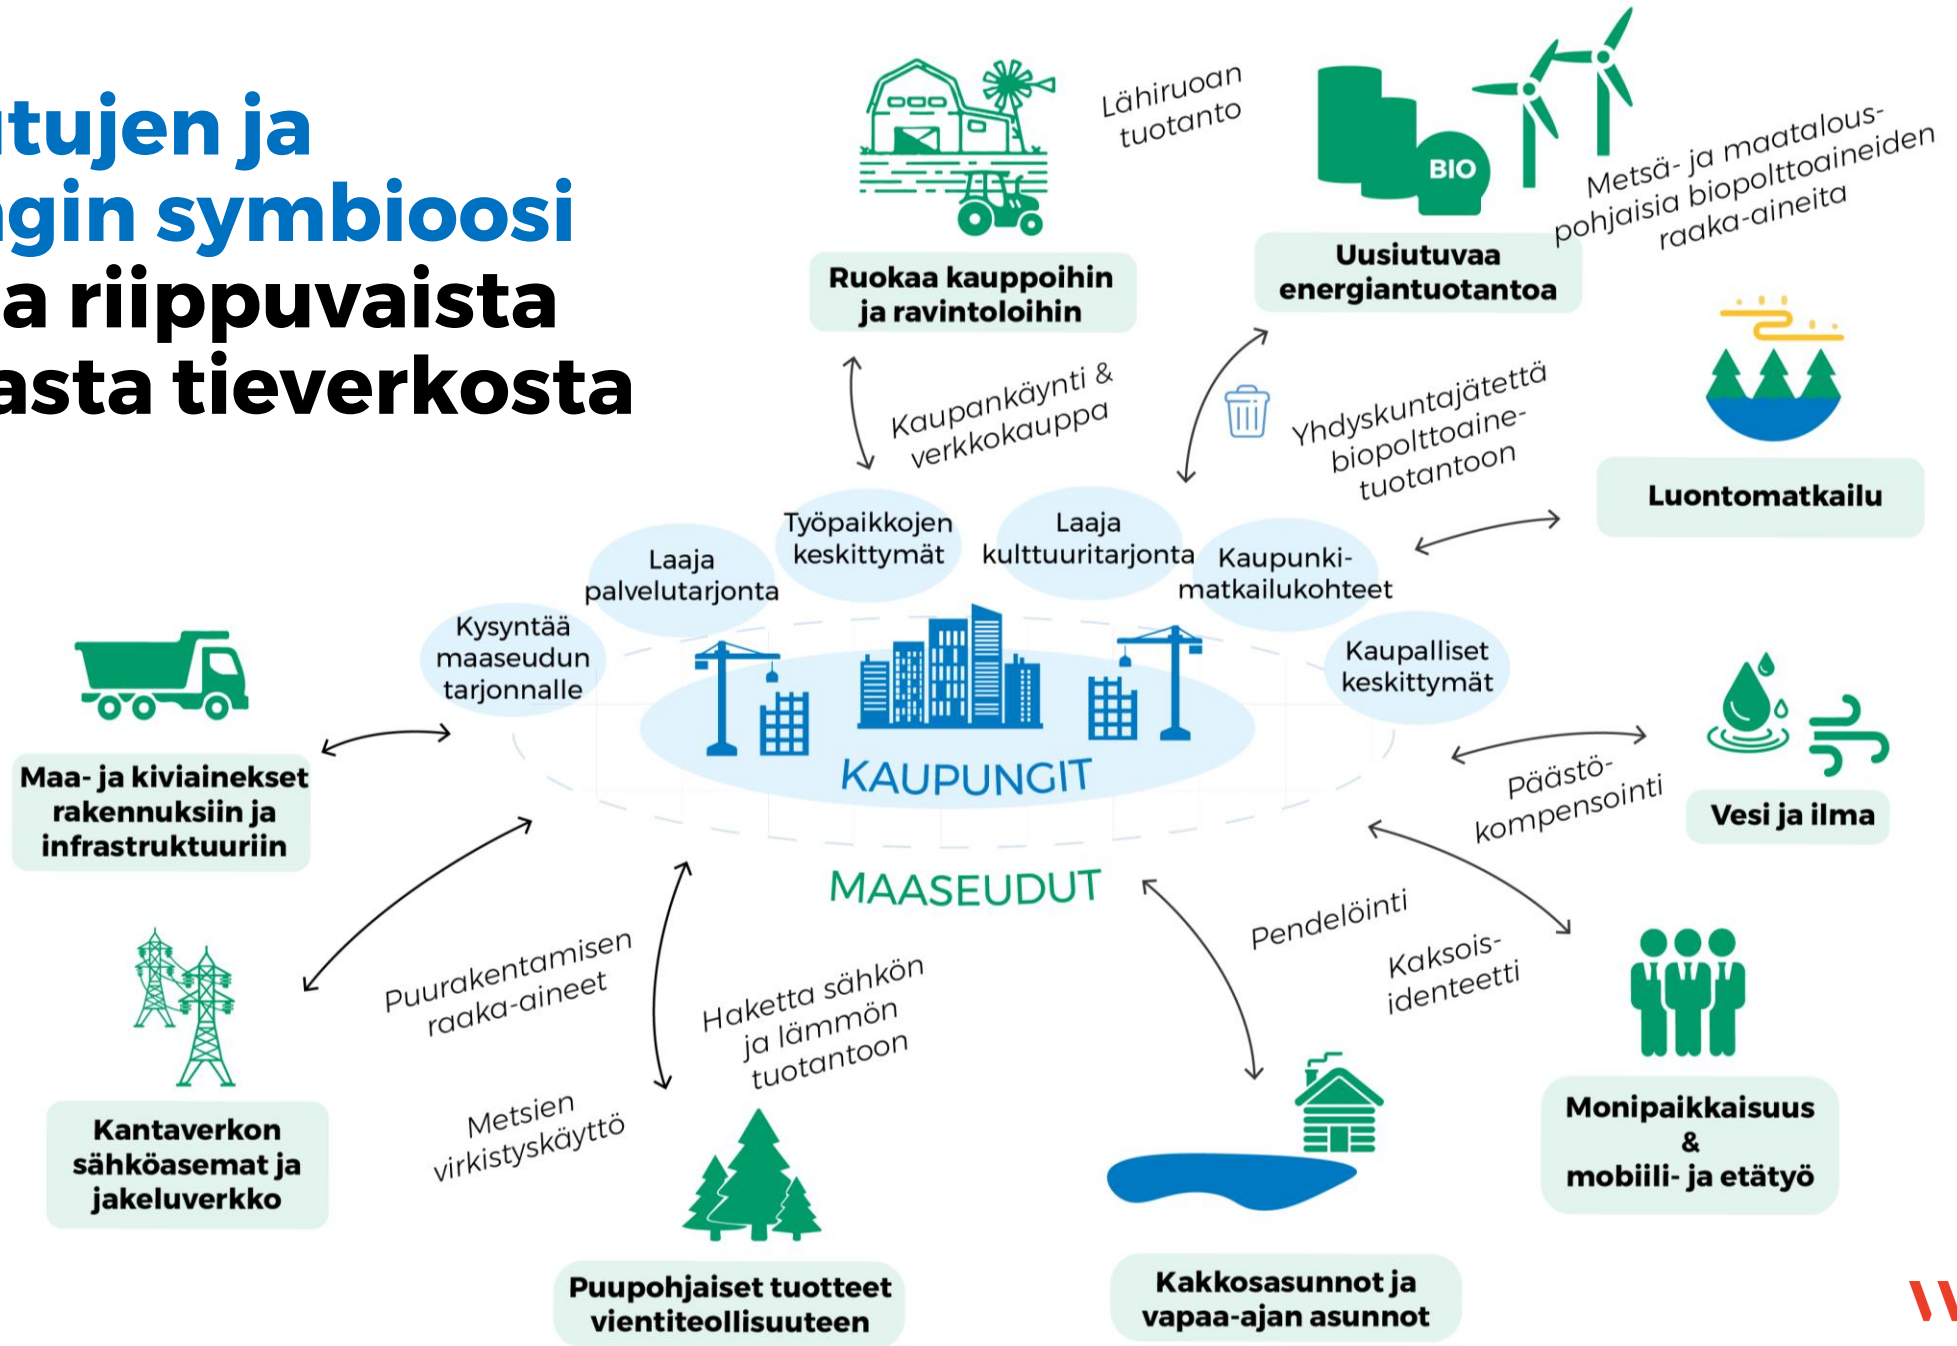 utujen ja
ngin symbioosi
a riippuvaista
asta tieverkosta
Lähiruoan
tuotanto
BIO
Metsä- ja maatalous-
pohjaisia biopolttoaineiden
raaka-aineita
Ruokaa kauppoihin
ja ravintoloihin
Uusiutuvaa
energiantuotantoa
Kaupankäynti &
verkkokauppa
Yhdyskuntajätettä
biopolttoaine-
tuotantoon
Luontomatkailu
Kysyntää
maaseudun
tarjonnalle
Laaja
palvelutarjonta
Työpaikkojen
keskittymät
Laaja
kulttuuritarjonta
Kaupunki-
matkailukohteet
Kaupalliset
keskittymät
Maa- ja kiviainekset
rakennuksiin ja
infrastruktuuriin
KAUPUNGIT
MAASEUDUT
Päästö-
kompensointi
Vesi ja ilma
Pendelöinti
Kaksois-
identeetti
Puurakentamisen
raaka-aineet
Haketta sähkön
ja lämmön
tuotantoon
Metsien
virkistyskäyttö
Kantaverkon
sähköasemat ja
jakeluverkko
Monipaikkaisuus
&
mobiili- ja etätyö
Puupohjaiset tuotteet
vientiteollisuuteen
Kakkosasunnot ja
vapaa-ajan asunnot